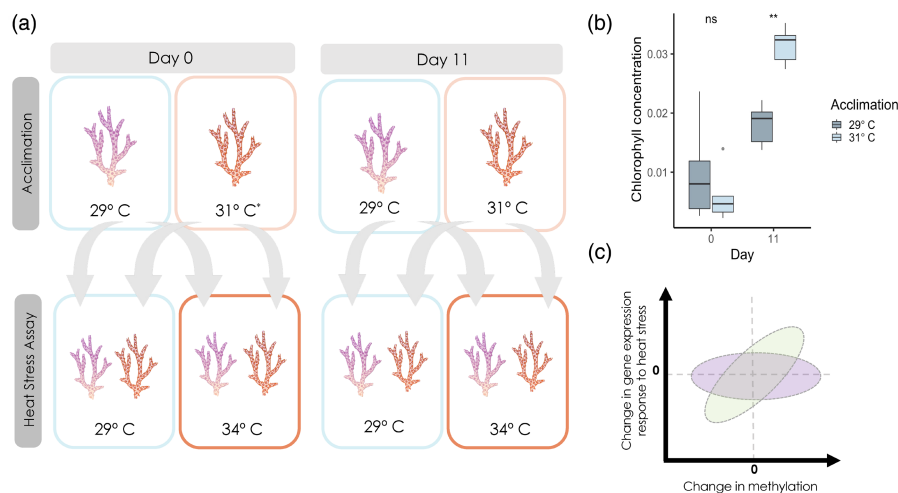 (a)
Day 0
Day 11
Acclimation
29° C
31° C*
29° C
31° C
Heat Stress Assay
29° C
34° C
29° C
34° C
(b)
ns
**
Chlorophyll concentration
0.03
0.02
0.01
0
11
Day
Acclimation
29° C
31° C
(c)
Change in gene expression
response to heat stress
0
0
Change in methylation